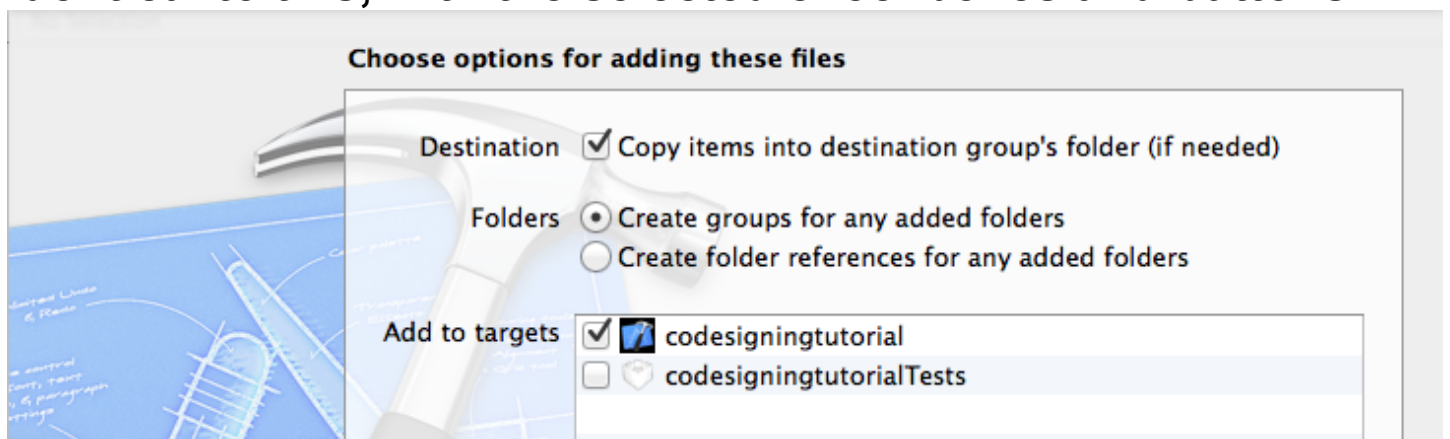 Choose options for adding these files
Destination Copy items into destination group's folder (if needed)
Folders Create groups for any added folders
Create folder references for any added folders
Add to targets codesigningtutorial
codesigningtutorialTests